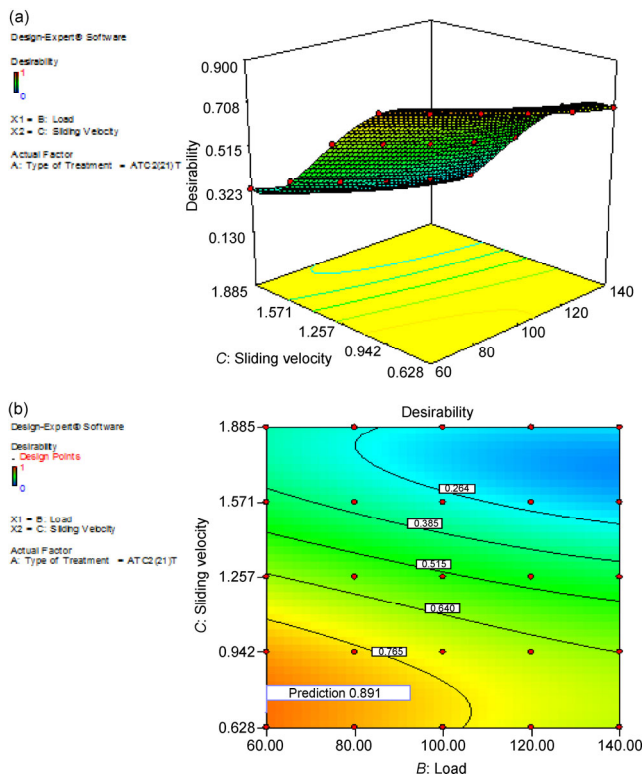 (a)
Design-Expert® Software
Desirability
1
0
X1 = B: Load
X2 = C: Sliding Velocity
Actual Factor
A: Type of Treatment = ATC2(21)T
0.900
0.708
0.515
0.323
0.130
Desirability
1.885
1.571
1.257
0.942
0.628
C: Sliding velocity
140
120
100
80
60
(b)
Design-Expert® Software
Desirability
Design Points
1
0
X1 = B: Load
X2 = C: Sliding Velocity
Actual Factor
A: Type of Treatment = ATC2(21)T
Desirability
1.885
1.571
1.257
0.942
0.628
C: Sliding velocity
0.264
0.385
0.515
0.640
0.765
Prediction 0.891
60.00
80.00
100.00
120.00
140.00
B: Load